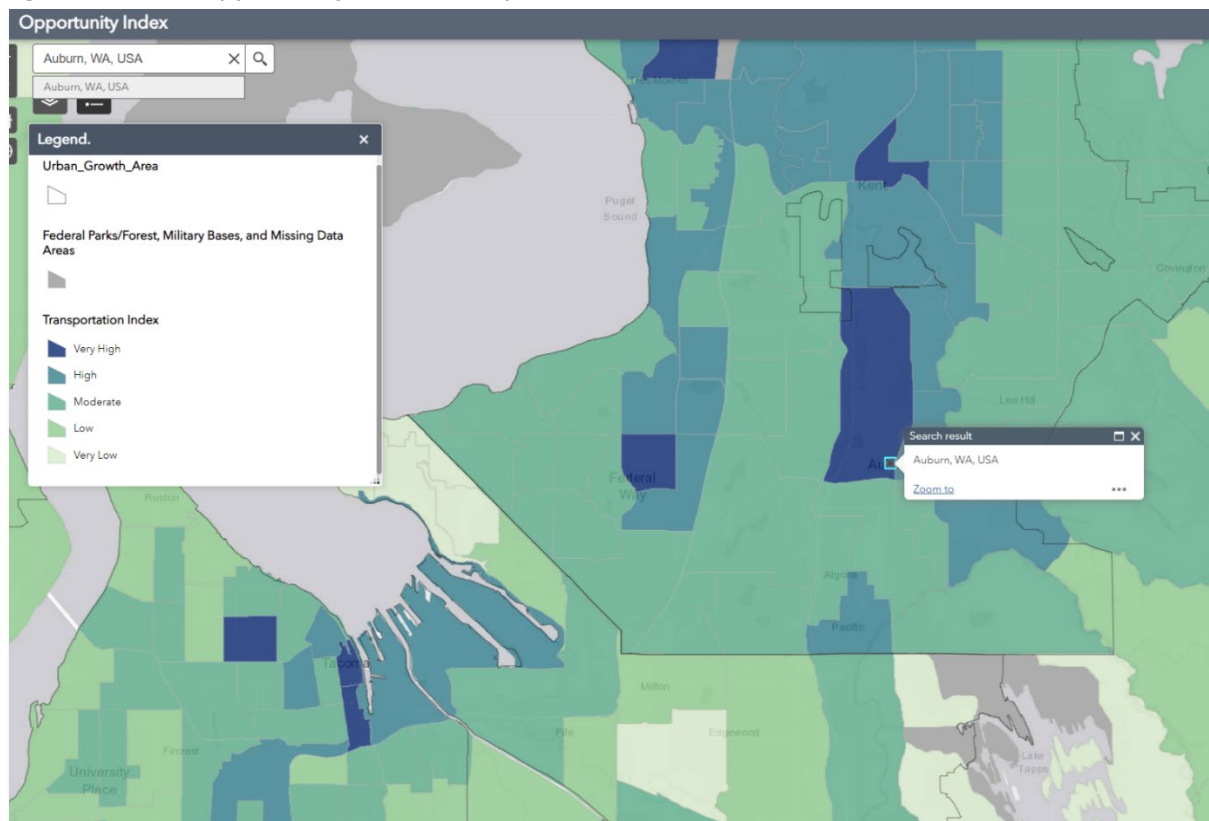 Opportunity Index
Auburn, WA, USA
Auburn, WA, USA
Legend.
Urban_Growth_Area
Federal Parks/Forest, Military Bases, and Missing Data
Areas
Transportation Index
Very High
High
Moderate
Low
Very Low
Puget
Sound
Kent
Covington
Lea Hill
Search result
Auburn, WA, USA
Zoom to
Au
Federal
Way
Ruston
Algona
Pacific
Tacoma
Milton
Fife
Edgewood
Fircrest
University
Place
Lake
Tapps